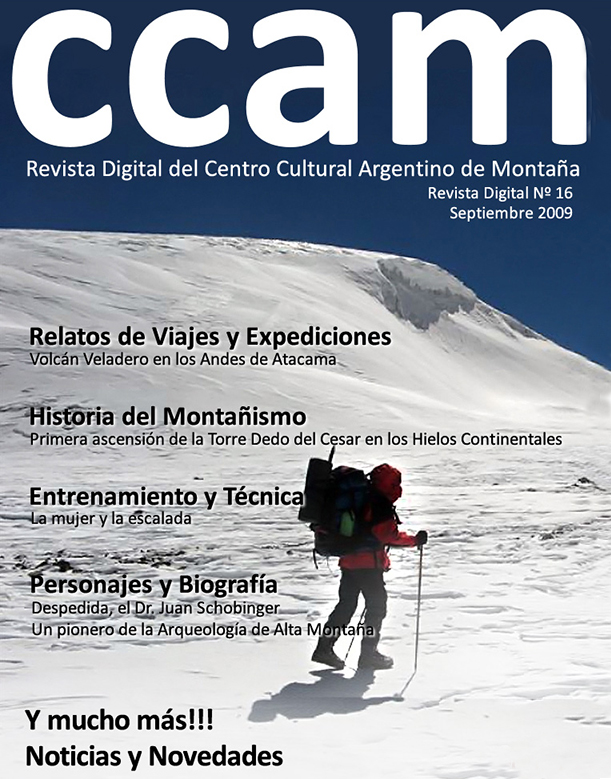 ccam
Revista Digital del Centro Cultural Argentino de Montaña
Revista Digital Nº 16
Septiembre 2009
Relatos de Viajes y Expediciones
Volcán Veladero en los Andes de Atacama
Historia del Montañismo
Primera ascensión de la Torre Dedo del Cesar en los Hielos Continentales
Entrenamiento y Técnica
La mujer y la escalada
Personajes y Biografía
Despedida, el Dr. Juan Schobinger
Un pionero de la Arqueología de Alta Montaña
Y mucho más!!!
Noticias y Novedades